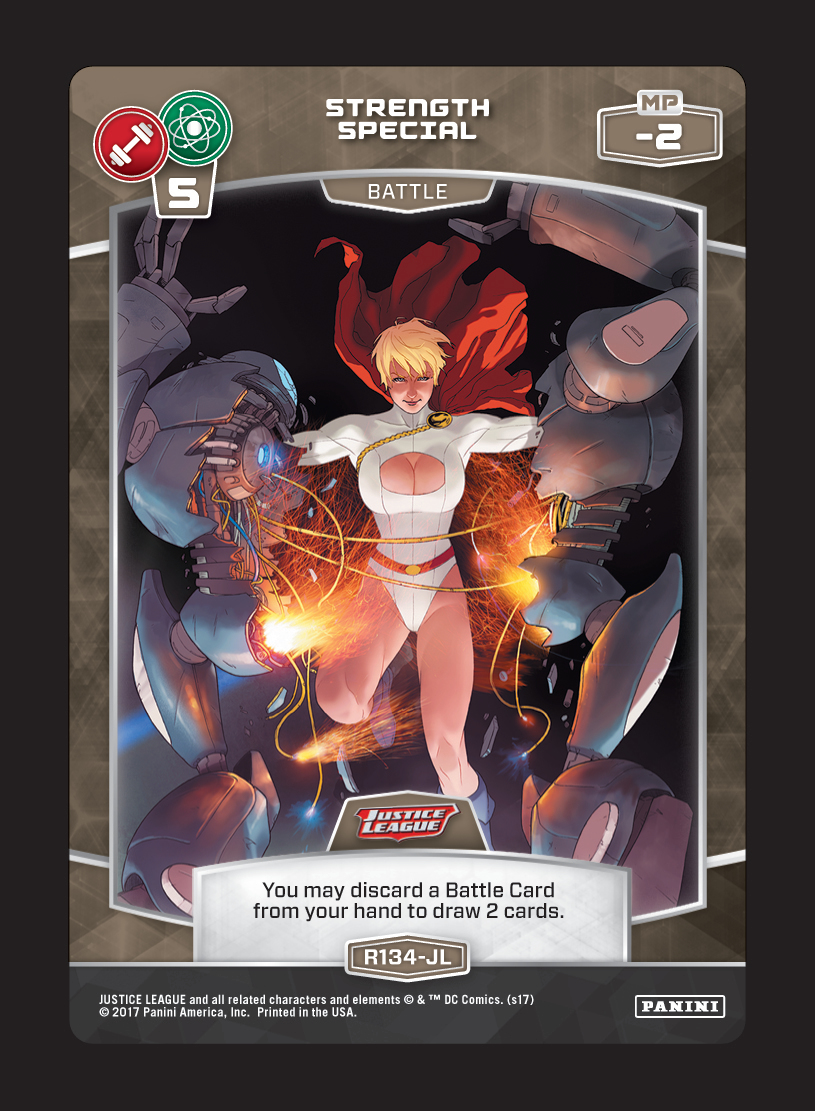 STRENGTH
SPECIAL
MP
-2
5
BATTLE
JUSTICE
LEAGUE
You may discard a Battle Card
from your hand to draw 2 cards.
R134-JL
JUSTICE LEAGUE and all related characters and elements © & ™ DC Comics. (s17)
© 2017 Panini America, Inc. Printed in the USA.
PANINI